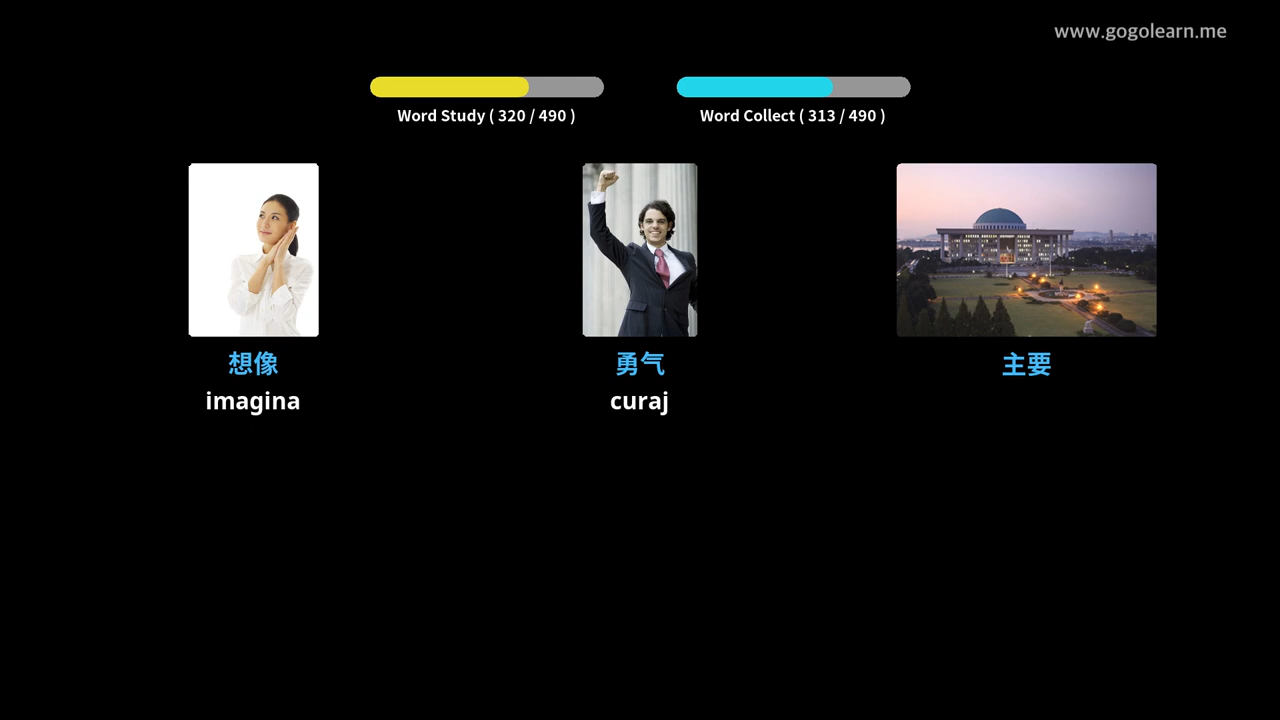 www.gogolearn.me
Word Study ( 320 / 490 )
Word Collect ( 313 / 490 )
想像
imagina
勇气
curaj
主要